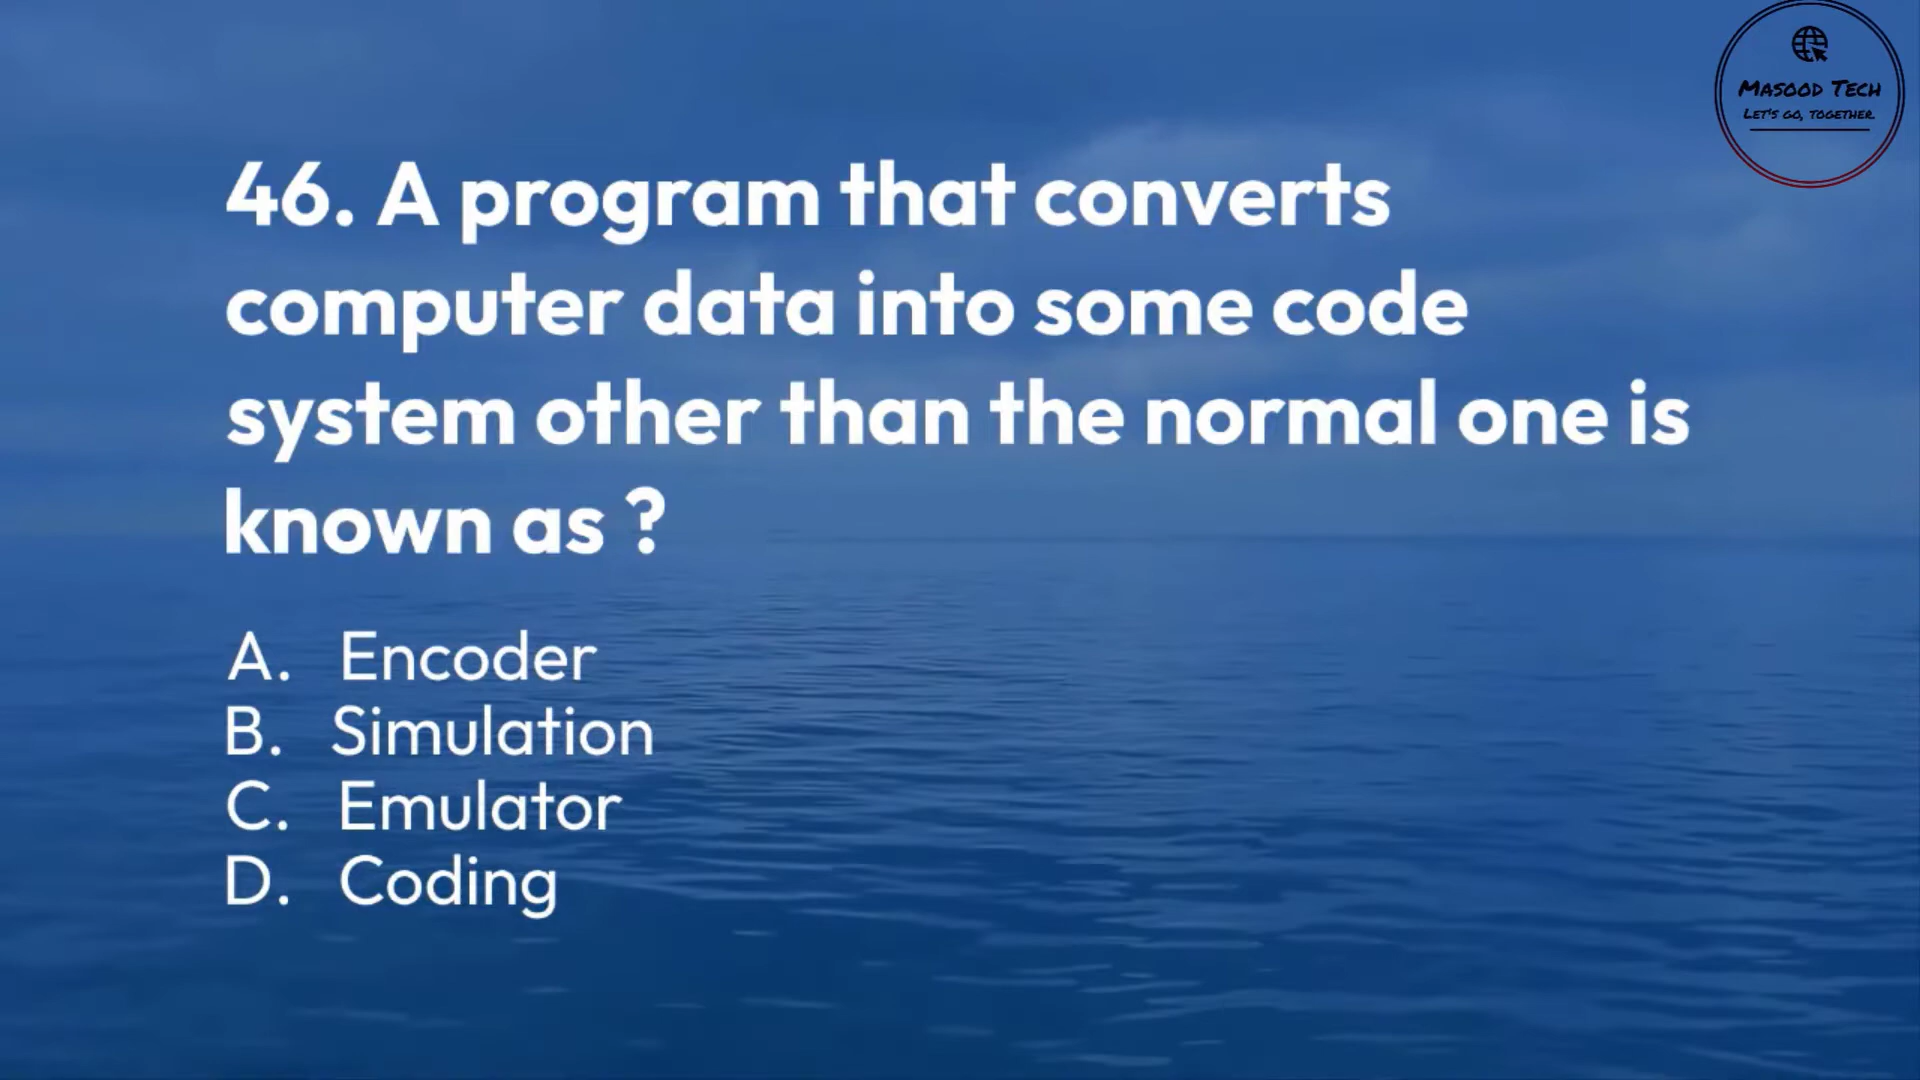 MASOOD TECH
LET'S GO, TOGETHER.
46. A program that converts
computer data into some code
system other than the normal one is
known as ?
A. Encoder
B. Simulation
C. Emulator
D. Coding